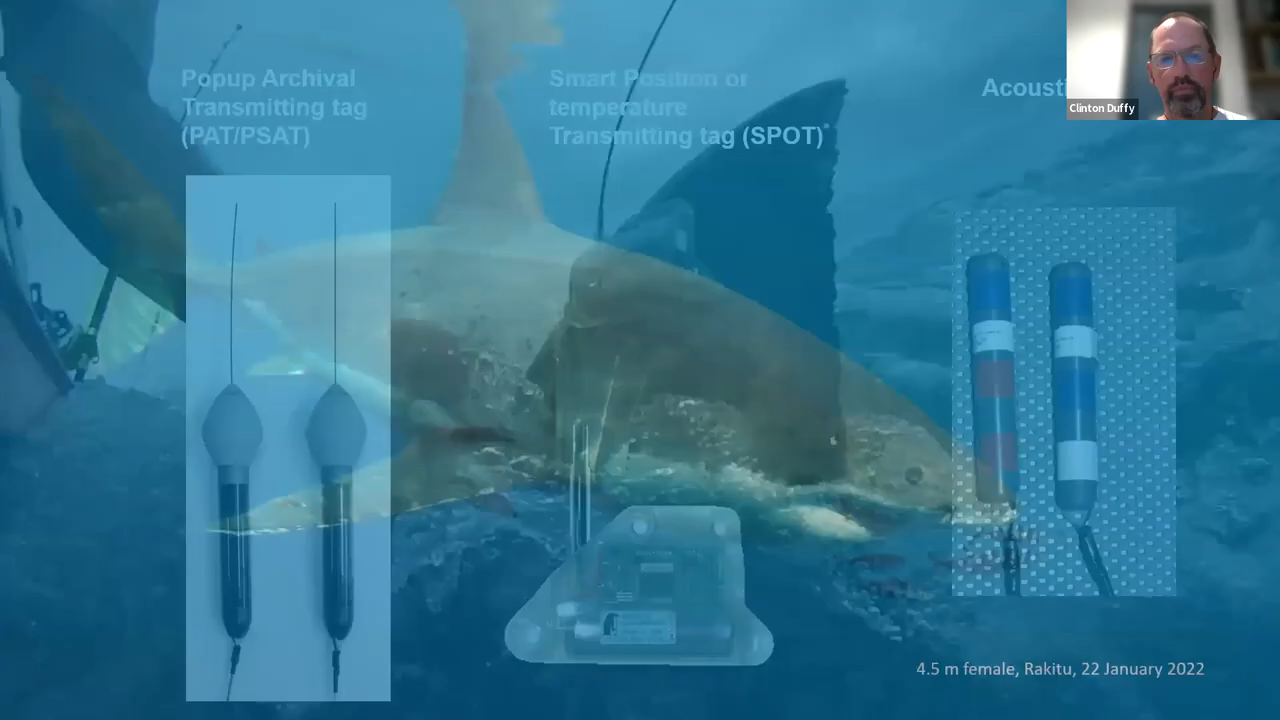 Popup Archival
Transmitting tag
(PAT/PSAT)
Smart Position or
temperature
Transmitting tag (SPOT)
Acousti
Clinton Duffy
4.5 m female, Rakitu, 22 January 2022